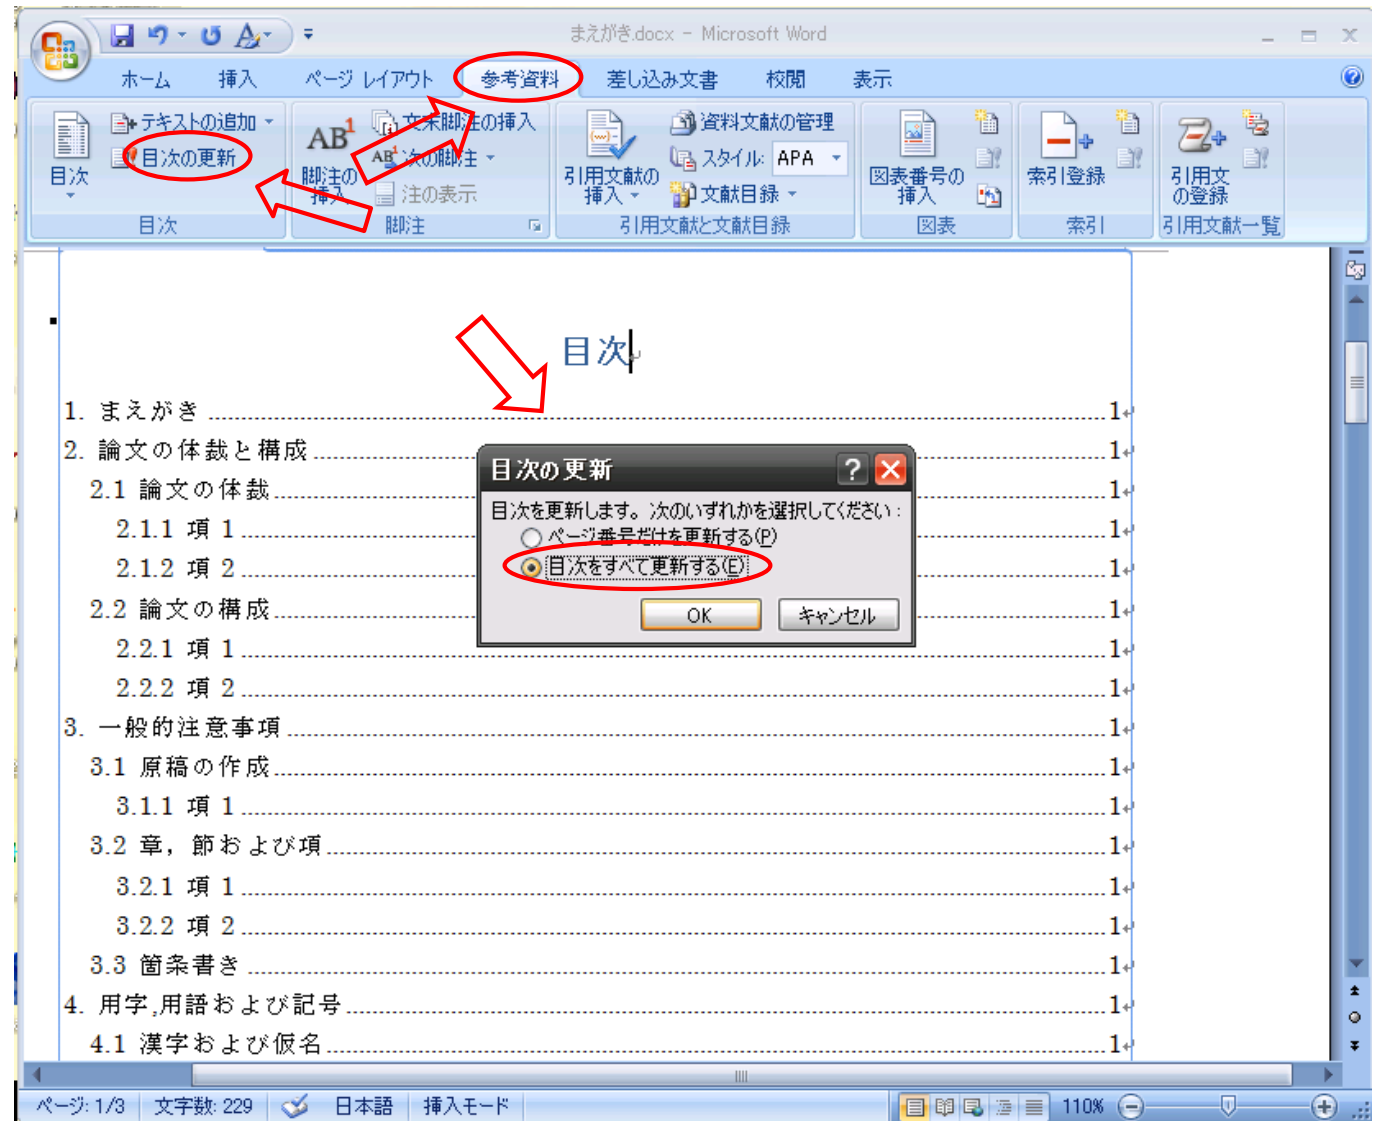 まえがき.docx - Microsoft Word
ホーム 挿入 ページ レイアウト 参考資料 差し込み文書 校閲 表示
目次
テキストの追加
目次の更新
目次
AB1
脚注の
挿入
文末脚注の挿入
AB1 次の脚注
注の表示
脚注
引用文献の
挿入
資料文献の管理
スタイル: APA
文献目録
引用文献と文献目録
図表番号の
挿入
図表
索引登録
索引
引用文
の登録
引用文献一覧
目次
1. まえがき 1
2. 論文の体裁と構成 1
2.1 論文の体裁 1
2.1.1 項 1 1
2.1.2 項 2 1
2.2 論文の構成 1
2.2.1 項 1 1
2.2.2 項 2 1
3. 一般的注意事項 1
3.1 原稿の作成 1
3.1.1 項 1 1
3.2 章，節および項 1
3.2.1 項 1 1
3.2.2 項 2 1
3.3 箇条書き 1
4. 用字,用語および記号 1
4.1 漢字および仮名 1
目次の更新
目次を更新します。次のいずれかを選択してください:
ページ番号だけを更新する(P)
目次をすべて更新する(E)
OK キャンセル
ページ: 1/3 文字数: 229 日本語 挿入モード 110%